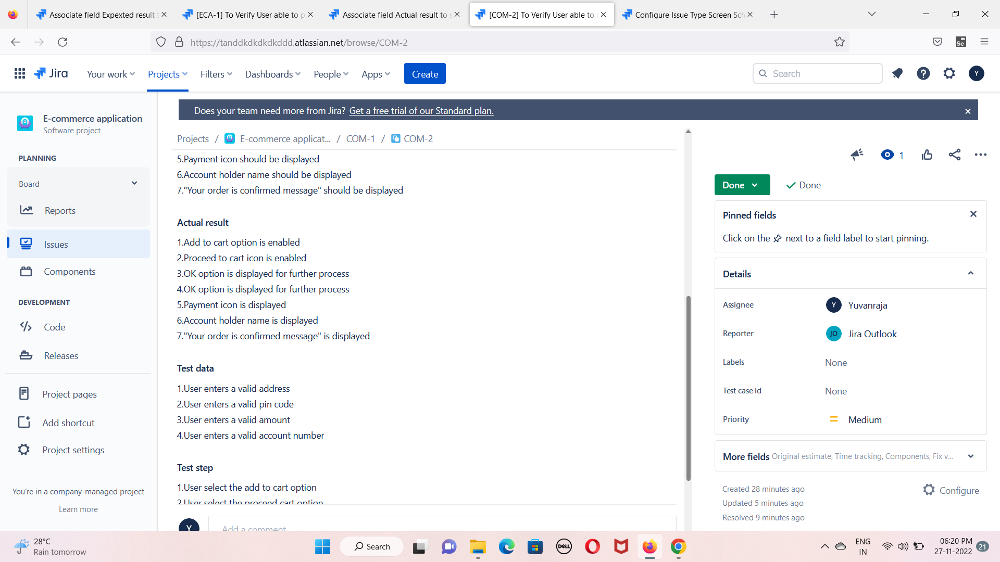 Associate field Expexted result t
[ECA-1] To Verify User able to p
Associate field Actual result to s
[COM-2] To Verify User able to
Configure Issue Type Screen Sch
https://tanddkdkdkdkddd.atlassian.net/browse/COM-2
Se
Jira
Your work
Projects
Filters
Dashboards
People
Apps
Create
Search
Y
Does your team need more from Jira? Get a free trial of our Standard plan.
E-commerce application
Software project
PLANNING
Board
Reports
Issues
Components
DEVELOPMENT
Code
Releases
Project pages
Add shortcut
Project settings
You're in a company-managed project
Learn more
Projects / E-commerce applicat... / COM-1 / COM-2
5.Payment icon should be displayed
6.Account holder name should be displayed
7."Your order is confirmed message" should be displayed
Actual result
1.Add to cart option is enabled
2.Proceed to cart icon is enabled
3.OK option is displayed for further process
4.OK option is displayed for further process
5.Payment icon is displayed
6.Account holder name is displayed
7."Your order is confirmed message" is displayed
Test data
1.User enters a valid address
2.User enters a valid pin code
3.User enters a valid amount
4.User enters a valid account number
Test step
1.User select the add to cart option
2.User select the proceed cart option
Y
Add a comment
1
Done
Done
Pinned fields
Click on the next to a field label to start pinning.
Details
Assignee
Y Yuvanraja
Reporter
JO Jira Outlook
Labels
None
Test case id
None
Priority
Medium
More fields Original estimate, Time tracking, Components, Fix v...
Created 28 minutes ago
Configure
Updated 5 minutes ago
Resolved 9 minutes ago
28°C
Rain tomorrow
Search
DELL
ENG
IN
06:20 PM
27-11-2022
21